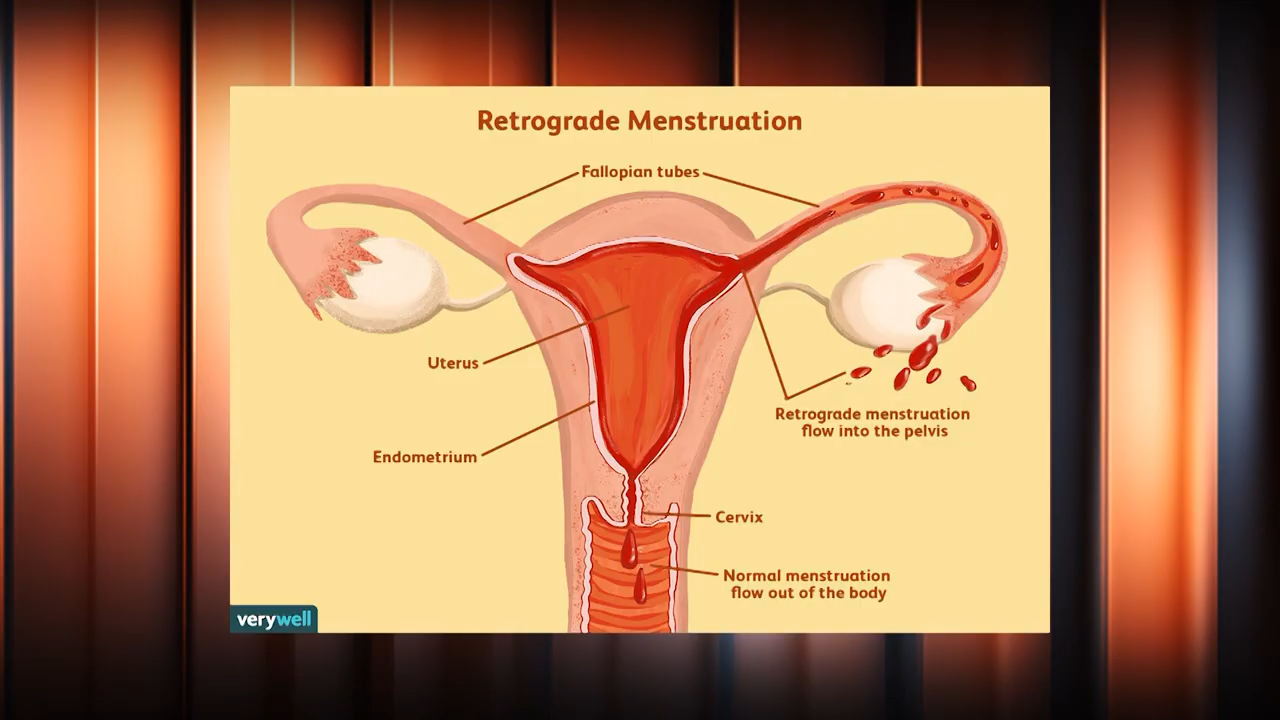 Retrograde Menstruation
Fallopian tubes
Uterus
Retrograde menstruation
flow into the pelvis
Endometrium
Cervix
Normal menstruation
flow out of the body
verywell